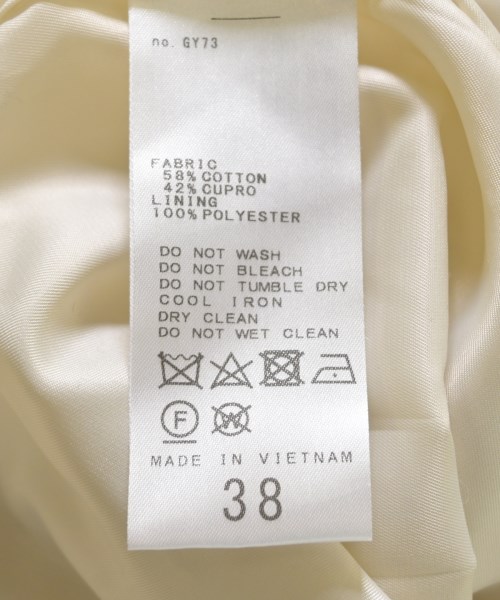 no. GY73
FABRIC
58% COTTON
42% CUPRO
LINING
100% POLYESTER
DO NOT WASH
DO NOT BLEACH
DO NOT TUMBLE DRY
COOL IRON
DRY CLEAN
DO NOT WET CLEAN
F W
MADE IN VIETNAM
38